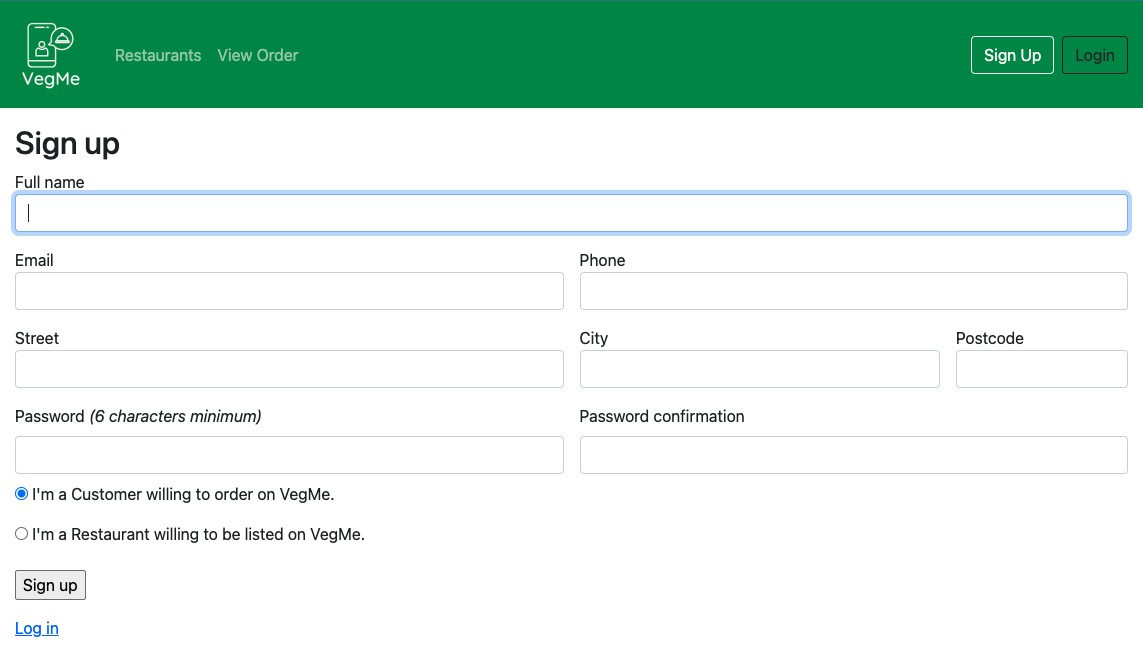 VegMe
Restaurants View Order
Sign Up Login
Sign up
Full name
Email Phone
Street City Postcode
Password (6 characters minimum) Password confirmation
I'm a Customer willing to order on VegMe.
I'm a Restaurant willing to be listed on VegMe.
Sign up
Log in